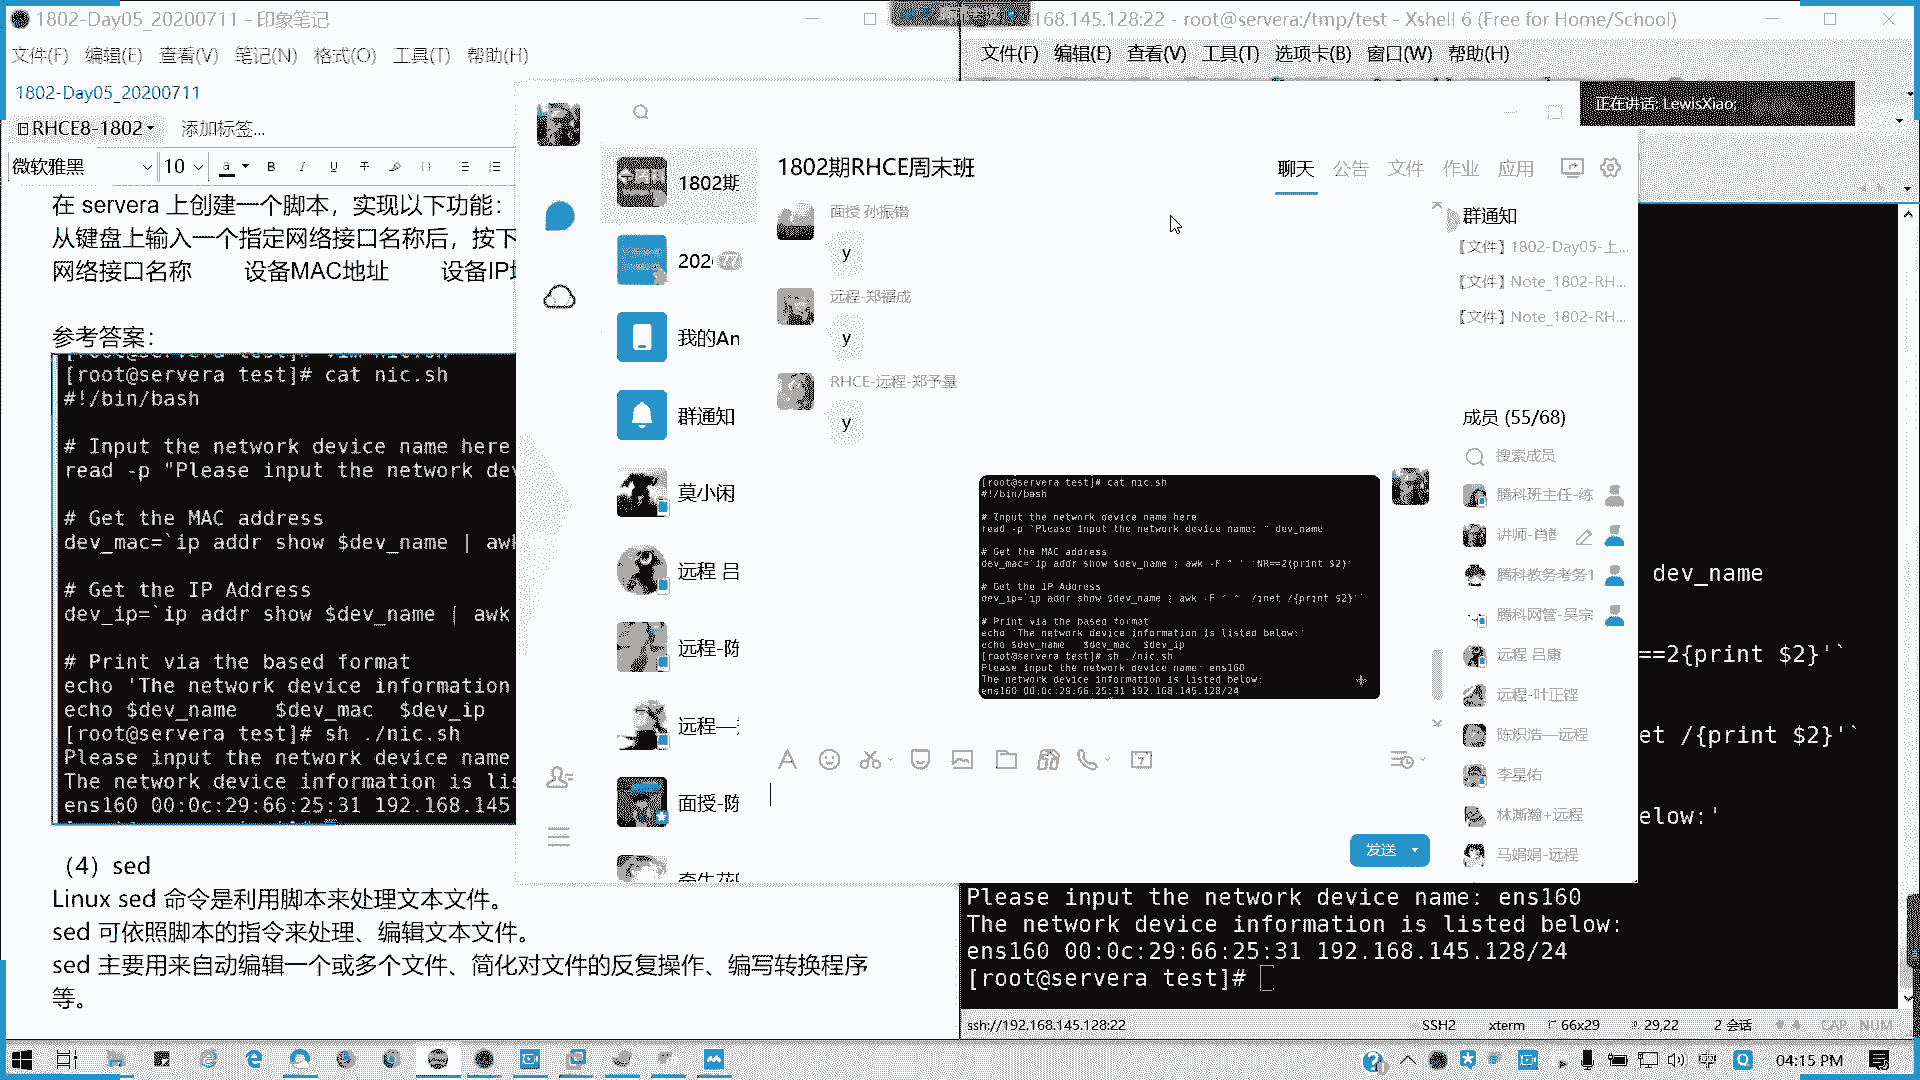 1802-Day05_20200711 - 印象笔记
文件(F) 编辑(E) 查看(V) 笔记(N) 格式(O) 工具(T) 帮助(H)
1802-Day05_20200711
RHCE8-1802 添加标签...
微软雅黑 10
在 servera 上创建一个脚本，实现以下功能：
从键盘上输入一个指定网络接口名称后，按下
网络接口名称 设备MAC地址 设备IP
参考答案：
[root@servera test]# cat nic.sh
#!/bin/bash
# Input the network device name here
read -p "Please input the network dev
# Get the MAC address
dev_mac=`ip addr show $dev_name | awk
# Get the IP Address
dev_ip=`ip addr show $dev_name | awk
# Print via the based format
echo 'The network device information
echo $dev_name   $dev_mac  $dev_ip
[root@servera test]# sh ./nic.sh
Please input the network device name
The network device information is lis
ens160 00:0c:29:66:25:31 192.168.145
（4）sed
Linux sed 命令是利用脚本来处理文本文件。
sed 可依照脚本的指令来处理、编辑文本文件。
sed 主要用来自动编辑一个或多个文件、简化对文件的反复操作、编写转换程序
等。
168.145.128:22 - root@servera:/tmp/test - Xshell 6 (Free for Home/School)
文件(F) 编辑(E) 查看(V) 工具(T) 选项卡(B) 窗口(W) 帮助(H)
正在讲话: LewisXiao;
1802期
202
我的An
群通知
莫小闲
远程 吕
远程-陈
远程—
面授-陈
1802期RHCE周末班
聊天 公告 文件 作业 应用
面授 孙振镨
y
远程-郑福成
y
RHCE-远程-郑予量
y
[root@servera test]# cat nic.sh
#!/bin/bash
# Input the network device name here
read -p "Please input the network device name: " dev_name
# Get the MAC address
dev_mac=`ip addr show $dev_name | awk -F " " 'NR==2{print $2}'`
# Get the IP Address
dev_ip=`ip addr show $dev_name | awk -F " " '/inet /{print $2}'`
# Print via the based format
echo 'The network device information is listed below:'
echo $dev_name   $dev_mac  $dev_ip
[root@servera test]# sh ./nic.sh
Please input the network device name: ens160
The network device information is listed below:
ens160 00:0c:29:66:25:31 192.168.145.128/24
发送
群通知
【文件】1802-Day05-上...
【文件】Note_1802-RH...
【文件】Note_1802-RH...
成员 (55/68)
搜索成员
腾科班主任-练
讲师-肖
腾科教务考务1
腾科网管-吴宗
远程 吕康
远程-叶正铿
陈炽浩—远程
李星佑
林澌瀚+远程
马娟娟-远程
dev_name
==2{print $2}'`
et /{print $2}'`
elow:'
Please input the network device name: ens160
The network device information is listed below:
ens160 00:0c:29:66:25:31 192.168.145.128/24
[root@servera test]#
ssh://192.168.145.128:22 SSH2 xterm 66x29 29,22 2 会话 CAP NUM
中 04:15 PM